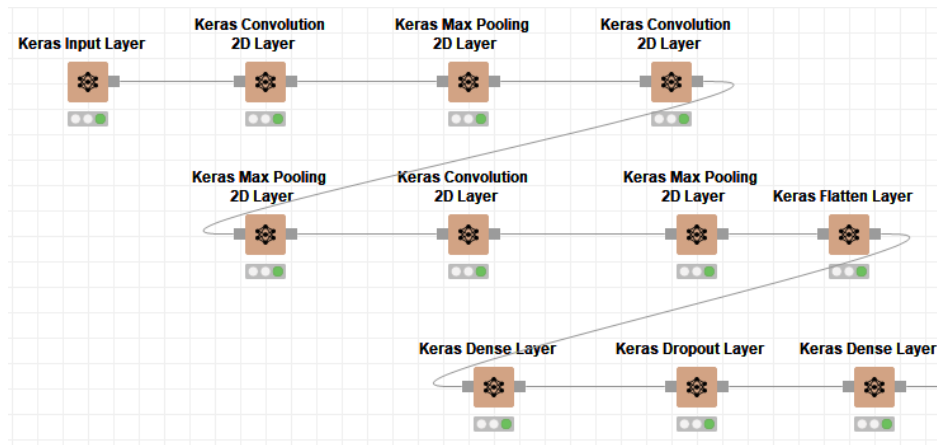 Keras Input Layer
Keras Convolution
2D Layer
Keras Max Pooling
2D Layer
Keras Convolution
2D Layer
Keras Max Pooling
2D Layer
Keras Convolution
2D Layer
Keras Max Pooling
2D Layer
Keras Flatten Layer
Keras Dense Layer
Keras Dropout Layer
Keras Dense Layer